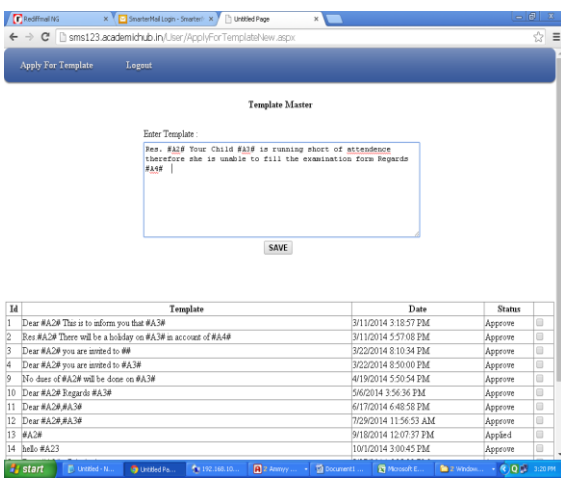 Rediffmail NG
SmarterMail Login - Smarter
Untitled Page
sms123.academichub.in/User/ApplyForTemplateNew.aspx
Apply For Template Logout
Template Master
Enter Template :
Res. #A2# Your Child #A3# is running short of attendence
therefore she is unable to fill the examination form Regards
#A4#
SAVE
Id Template Date Status
1 Dear #A2# This is to inform you that #A3# 3/11/2014 3:18:57 PM Approve
2 Res.#A2# There will be a holiday on #A3# in account of #A4# 3/11/2014 5:57:08 PM Approve
3 Dear #A2# you are invited to ## 3/22/2014 8:10:34 PM Approve
4 Dear #A2# you are invited to #A3# 3/22/2014 8:50:00 PM Approve
9 No dues of #A2# will be done on #A3# 4/19/2014 5:50:54 PM Approve
10 Dear #A2# Regards #A3# 5/6/2014 3:56:36 PM Approve
11 Dear #A2#,#A3# 6/17/2014 6:48:58 PM Approve
12 Dear #A2#,#A3# 7/29/2014 11:56:53 AM Approve
13 #A2# 9/18/2014 12:07:37 PM Applied
14 hello #A23 10/1/2014 3:00:45 PM Approve
start Untitled - N... Untitled Pa... 192.168.10... Document1 ... Microsoft E... 2 Window... 3:20 PM